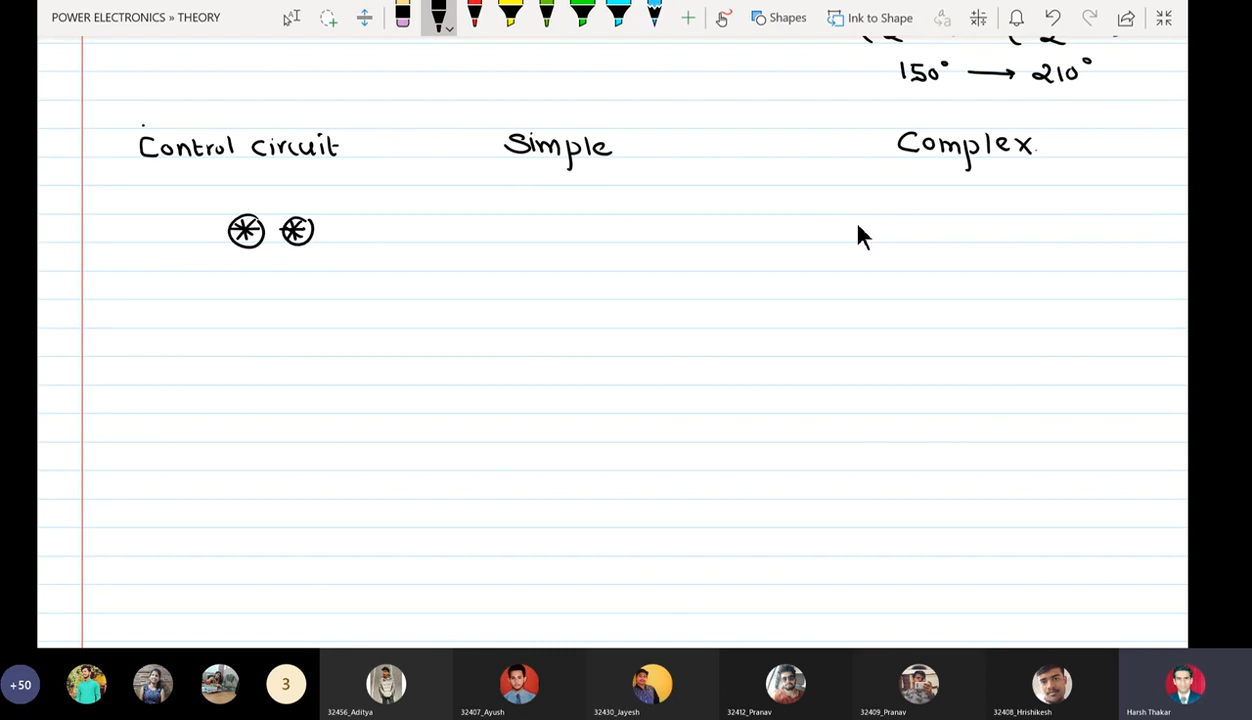 POWER ELECTRONICS » THEORY
Shapes
Ink to Shape
150° → 210°
Control circuit Simple Complex
+50
3
32456_Aditya
32407_Ayush
32430_Jayesh
32412_Pranav
32409_Pranav
32408_Hrishikesh
Harsh Thakar